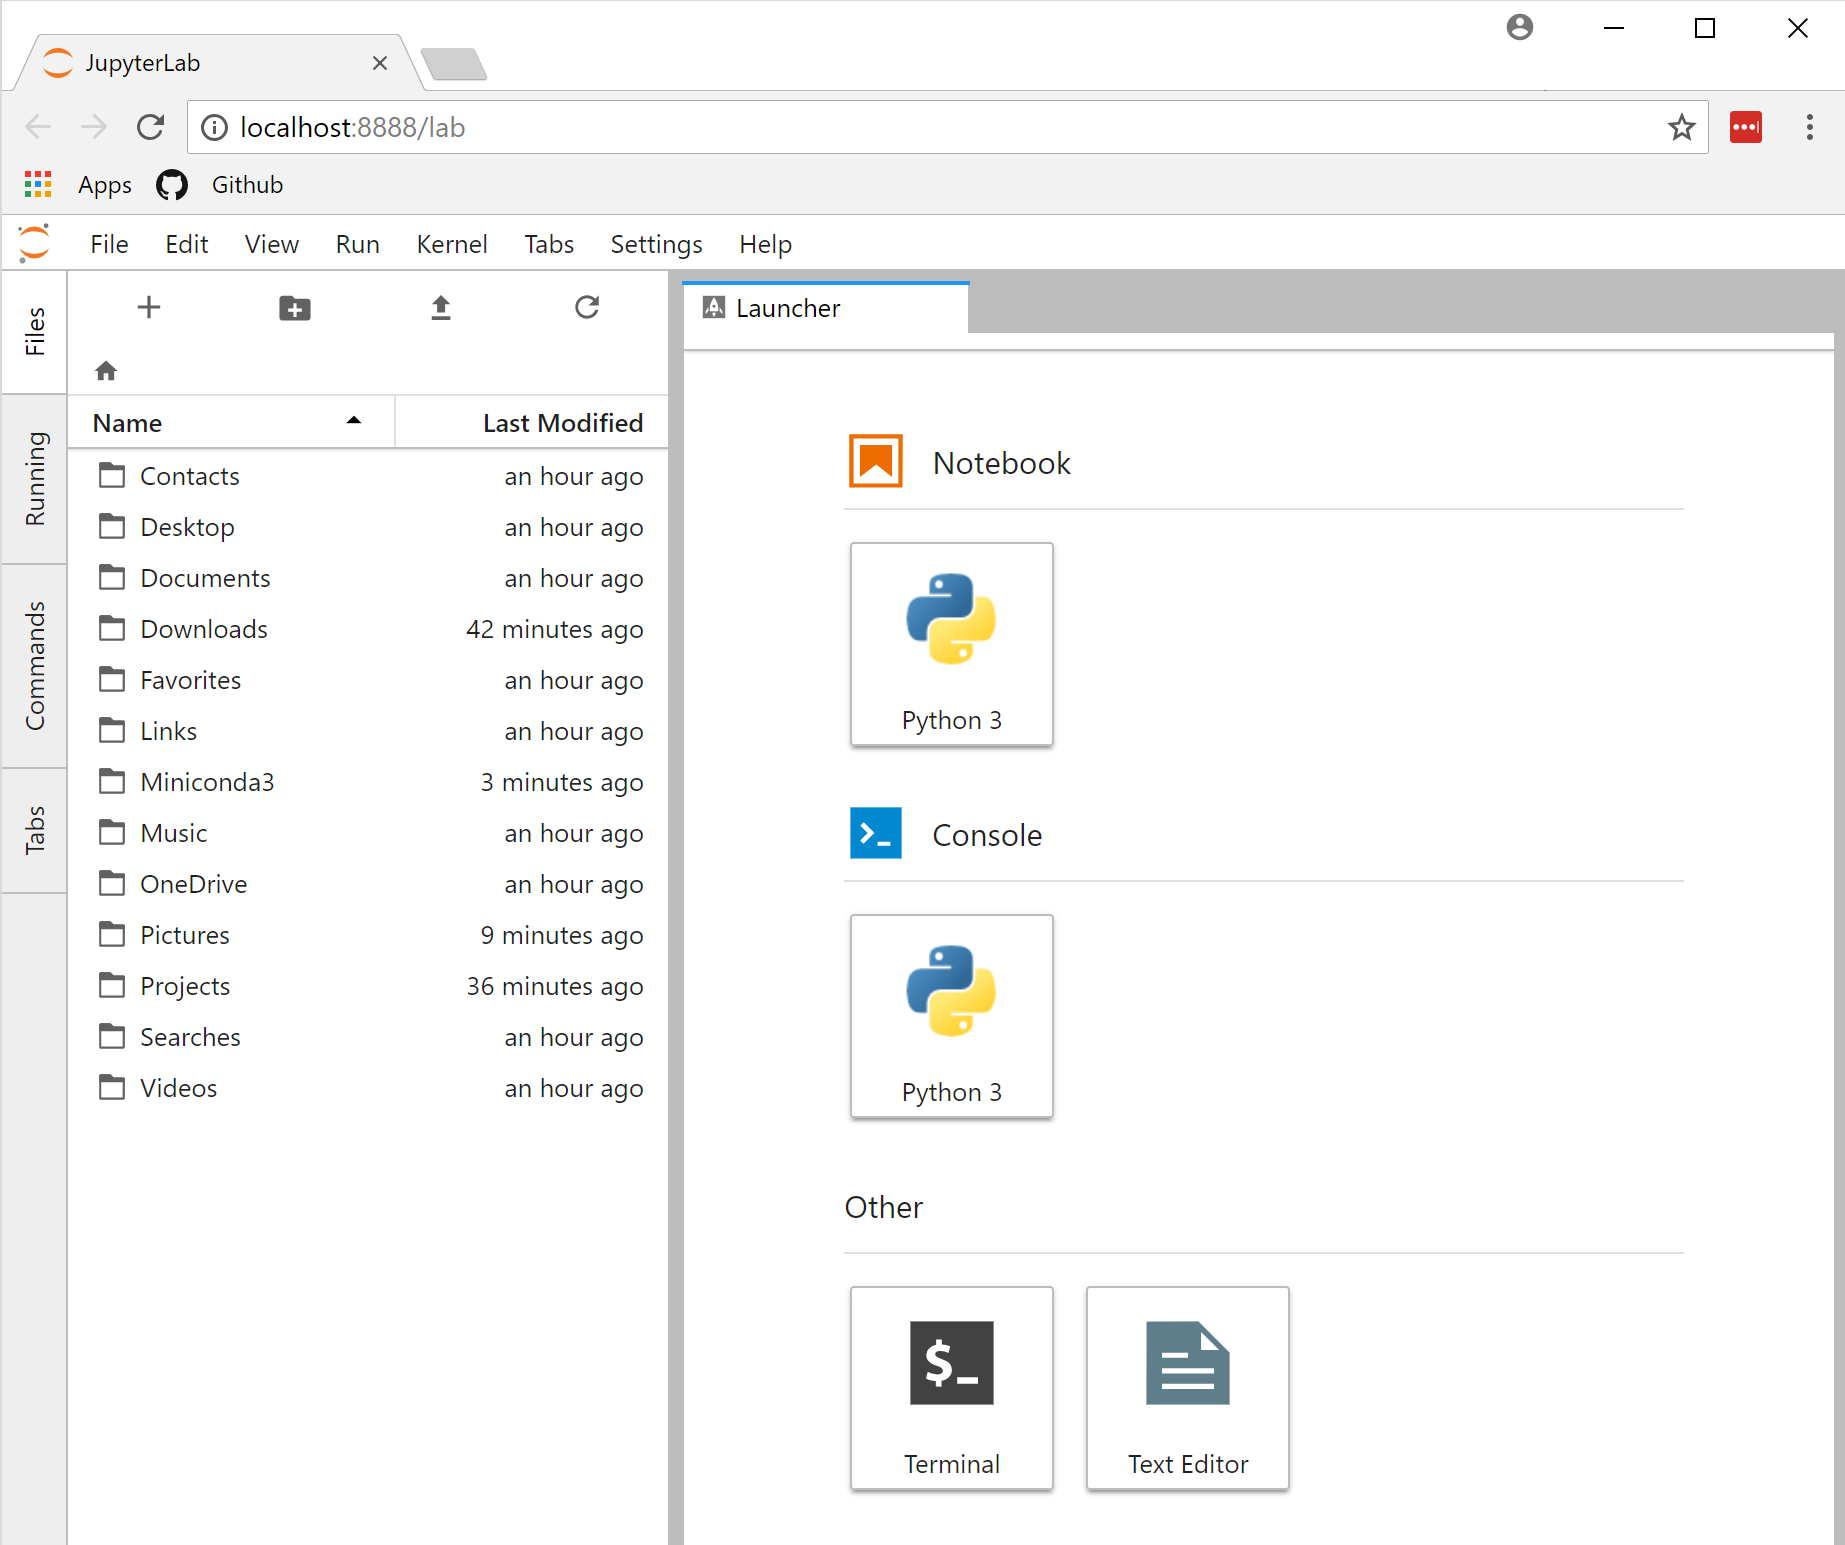 JupyterLab
localhost:8888/lab
Apps Github
File Edit View Run Kernel Tabs Settings Help
Files
Running
Commands
Tabs
Name Last Modified
Contacts an hour ago
Desktop an hour ago
Documents an hour ago
Downloads 42 minutes ago
Favorites an hour ago
Links an hour ago
Miniconda3 3 minutes ago
Music an hour ago
OneDrive an hour ago
Pictures 9 minutes ago
Projects 36 minutes ago
Searches an hour ago
Videos an hour ago
Launcher
Notebook
Python 3
Console
Python 3
Other
$_
Terminal Text Editor